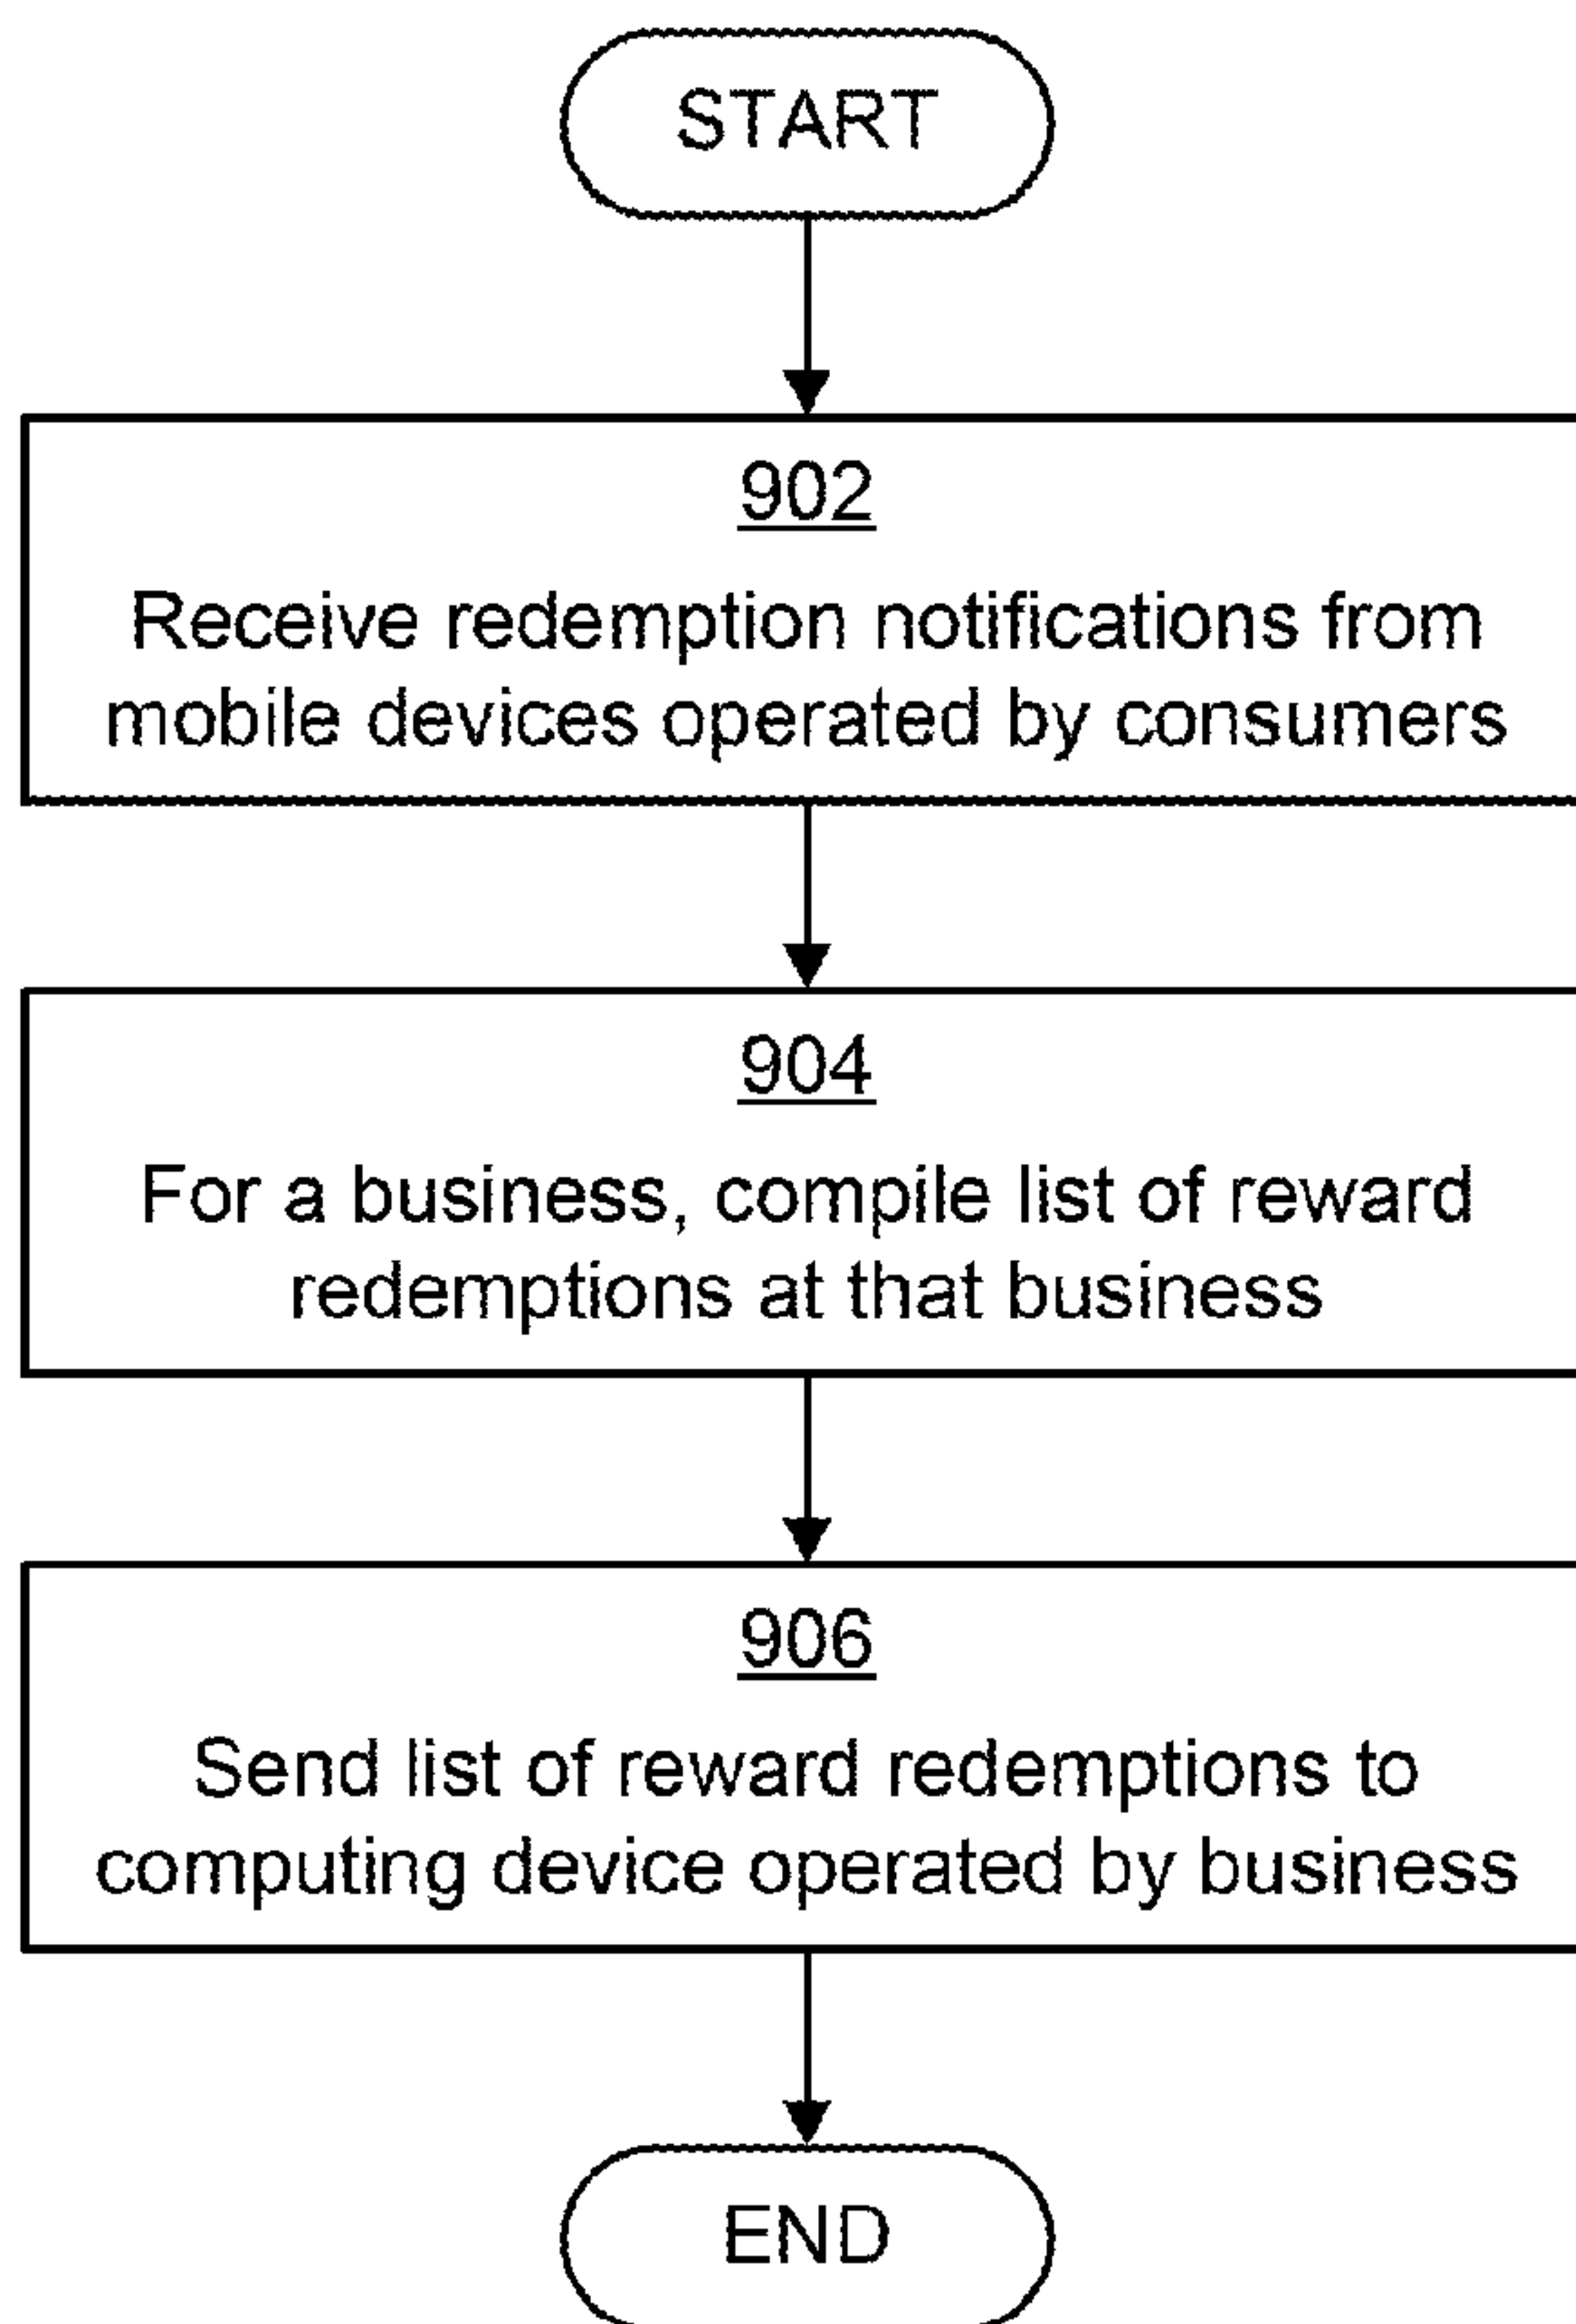 START
902
Receive redemption notifications from
mobile devices operated by consumers
904
For a business, compile list of reward
redemptions at that business
906
Send list of reward redemptions to
computing device operated by business
END